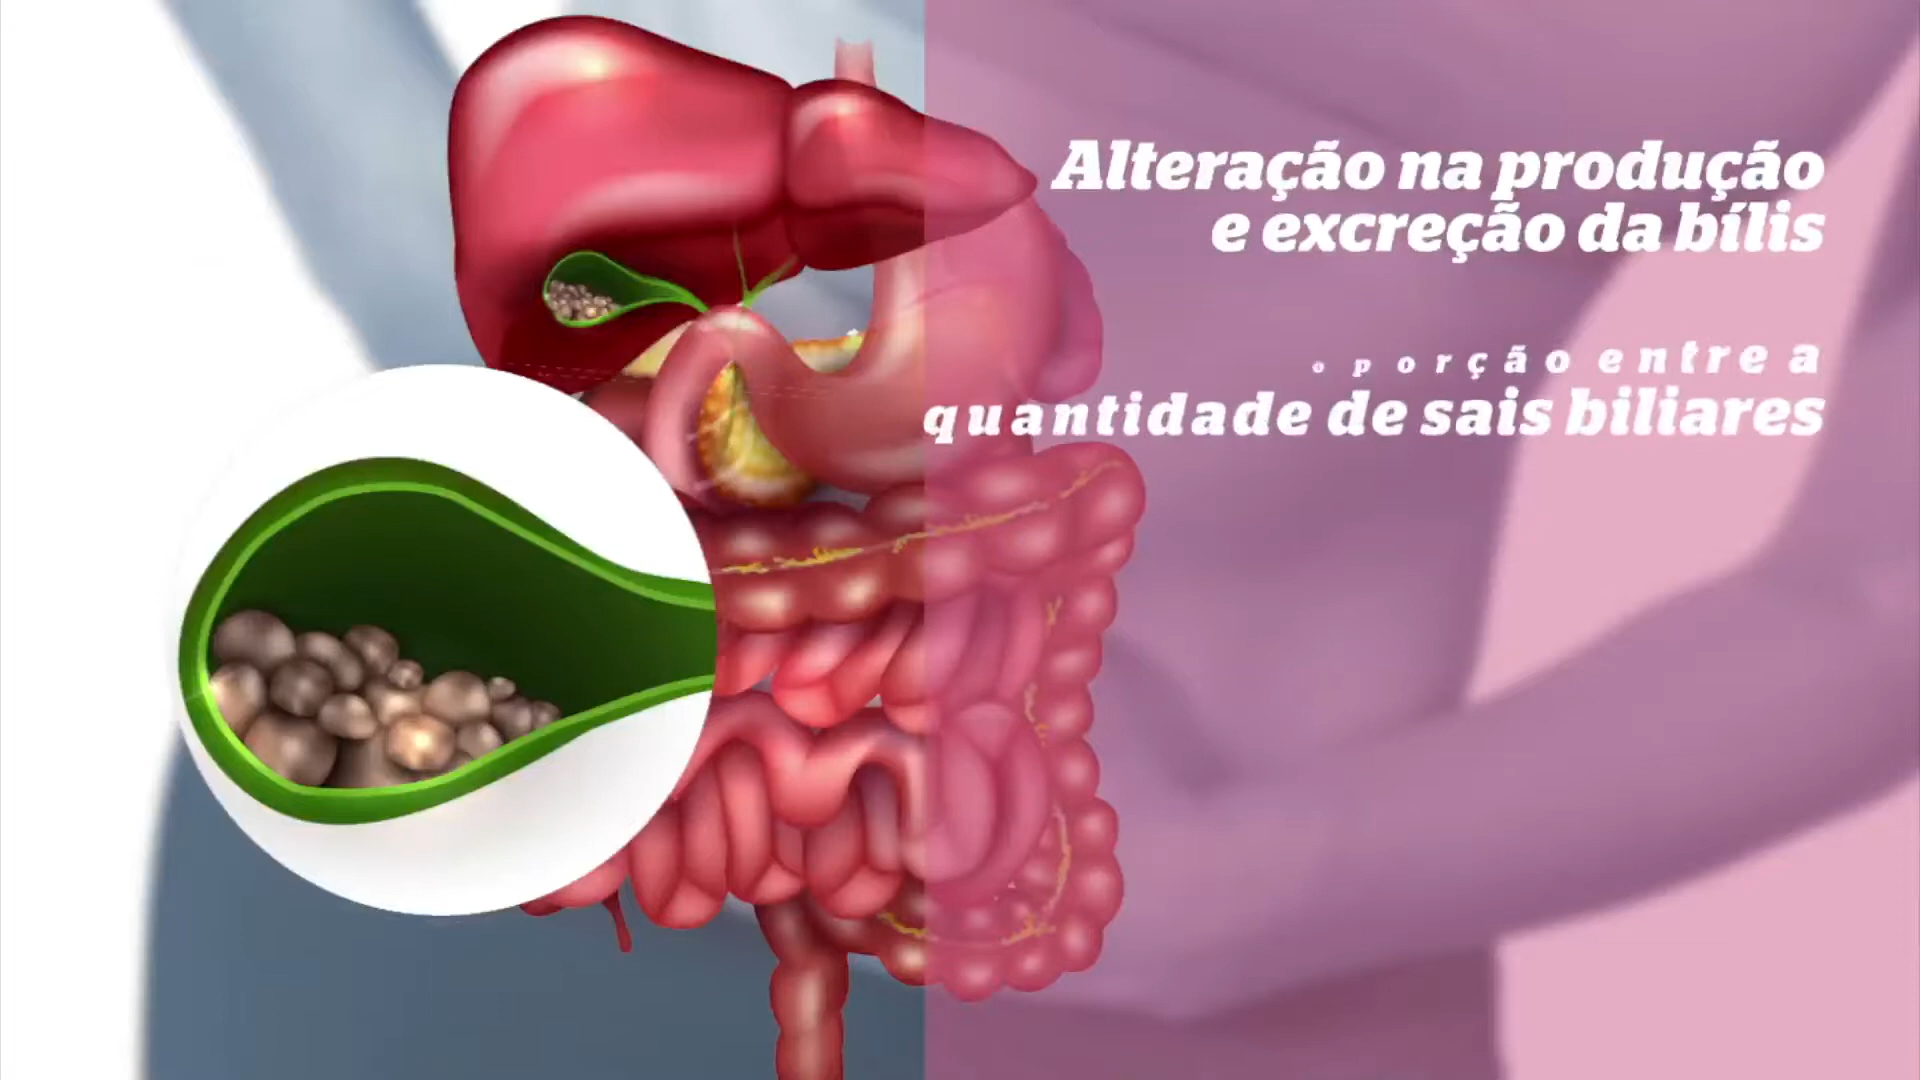 Alteração na produção
e excreção da bílis
o porção entre a
quantidade de sais biliares